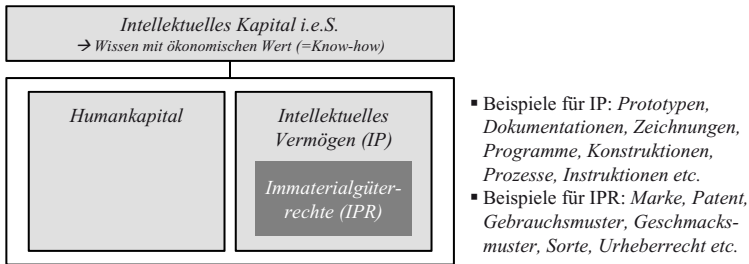 Intellektuelles Kapital i.e.S.
→ Wissen mit ökonomischen Wert (=Know-how)
Humankapital
Intellektuelles
Vermögen (IP)
Immaterialgüter-
rechte (IPR)
▪ Beispiele für IP: Prototypen,
Dokumentationen, Zeichnungen,
Programme, Konstruktionen,
Prozesse, Instruktionen etc.
▪ Beispiele für IPR: Marke, Patent,
Gebrauchsmuster, Geschmacks-
muster, Sorte, Urheberrecht etc.